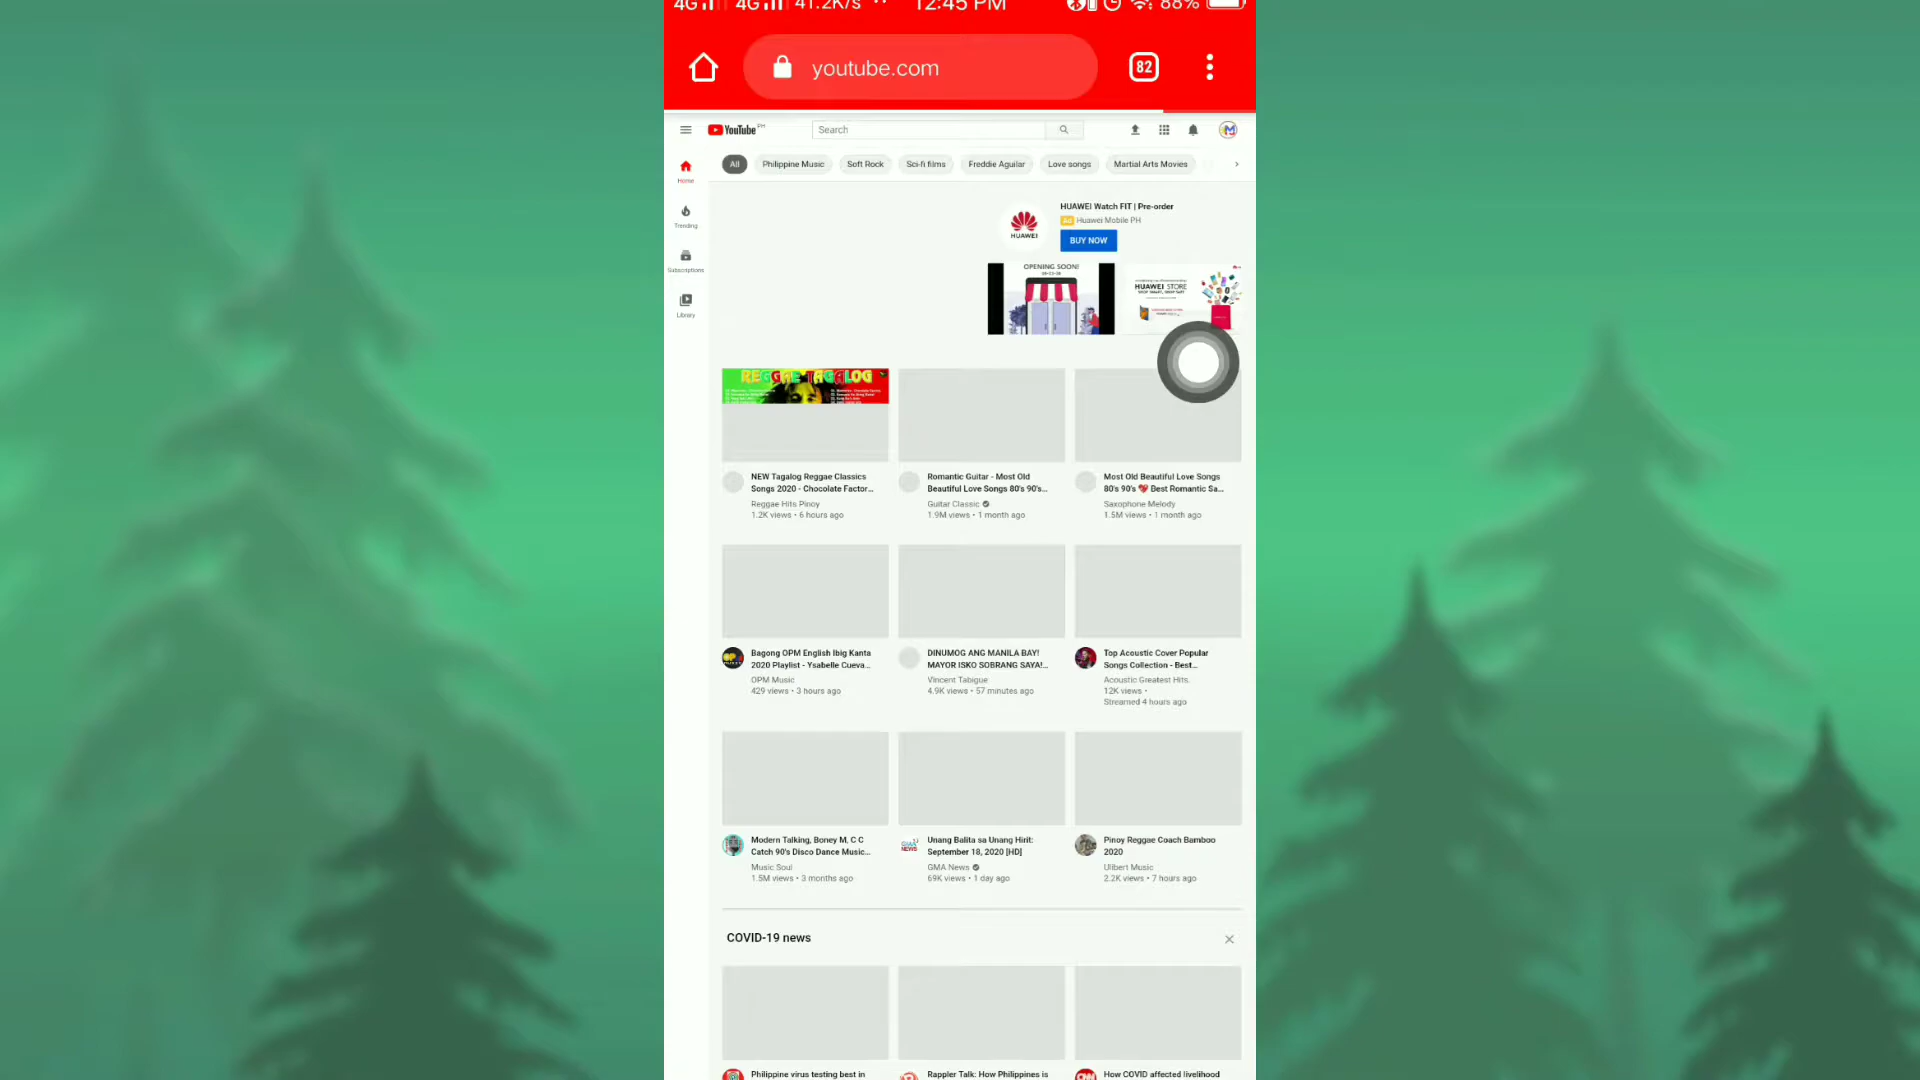 4G 4G 41.2K/s 12:45 PM 88%
youtube.com
82
YouTube PH
Search
All
Philippine Music
Soft Rock
Sci-fi films
Freddie Aguilar
Love songs
Martial Arts Movies
Home
Trending
Subscriptions
Library
HUAWEI
HUAWEI Watch FIT | Pre-order
Ad Huawei Mobile PH
BUY NOW
OPENING SOON!
HUAWEI STORE
REGGAE TAGALOG
NEW Tagalog Reggae Classics
Songs 2020 - Chocolate Factor...
Reggae Hits Pinoy
1.2K views • 6 hours ago
Romantic Guitar - Most Old
Beautiful Love Songs 80's 90's...
Guitar Classic
1.9M views • 1 month ago
Most Old Beautiful Love Songs
80's 90's 💖 Best Romantic Sa...
Saxophone Melody
1.5M views • 1 month ago
Bagong OPM English Ibig Kanta
2020 Playlist - Ysabelle Cueva...
OPM Music
429 views • 3 hours ago
DINUMOG ANG MANILA BAY!
MAYOR ISKO SOBRANG SAYA!...
Vincent Tabigue
4.9K views • 57 minutes ago
Top Acoustic Cover Popular
Songs Collection - Best...
Acoustic Greatest Hits.
12K views •
Streamed 4 hours ago
Modern Talking, Boney M, C C
Catch 90's Disco Dance Music...
Music Soul
1.5M views • 3 months ago
GMA NEWS
Unang Balita sa Unang Hirit:
September 18, 2020 [HD]
GMA News
69K views • 1 day ago
Pinoy Reggae Coach Bamboo
2020
Ulibert Music
2.2K views • 7 hours ago
COVID-19 news
Philippine virus testing best in
Rappler Talk: How Philippines is
How COVID affected livelihood